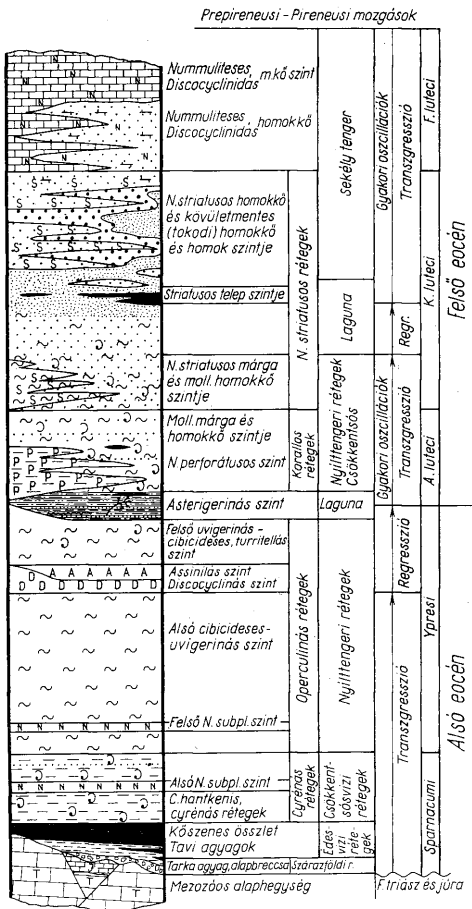 Prepireneusi - Pireneusi mozgások
Nummuliteses,
Discocyclinidás m.kő szint
Nummuliteses,
Discocyclinidás homokkő
N. striatusos homokkő
és kövületmentes
(tokodi) homokkő
és homok szintje
Striatusos telep szintje
N. striatusos márga
és moll. homokkő
szintje
Moll. márga és
homokkő szintje
N. perforátusos szint
Asterigerinás szint
Felső uvigerinás -
cibicideses, turritellás
szint
Assinilás szint
Discocyclinás szint
Alsó cibicideses-
uvigerinás szint
Felső N. subpl. szint
Alsó N. subpl. szint
C. hantkenis,
cyrénás rétegek
Kőszenes összlet
Tavi agyagok
Tarka agyag, alapbreccsa
Mezozóos alaphegység
N. striatusos rétegek
Korallos
rétegek
Operculinás rétegek
Cyrénás
rétegek
Sekély tenger
Laguna
Nyílttengeri rétegek
Csökkentsós
Laguna
Nyílttengeri rétegek
Csökkent-
sósvízi
rétegek
Édes-
vízi
réte-
gek
Szárazföldi r.
Gyakori oszcillációk
Transzgresszió
Regr.
Gyakori oszcillációk
Transzgresszió
Regresszió
Transzgresszió
F. luteci
K. luteci
A. luteci
Ypresi
Sparnacumi
F. triász és júra
Felső eocén
Alsó eocén
N N N N N
N N
S S
S S S
S S S S
S
S S
S
P P
P P P
P P
D A A A A
D D D D D D
N N N N N N N
N N N N N N N
T
T